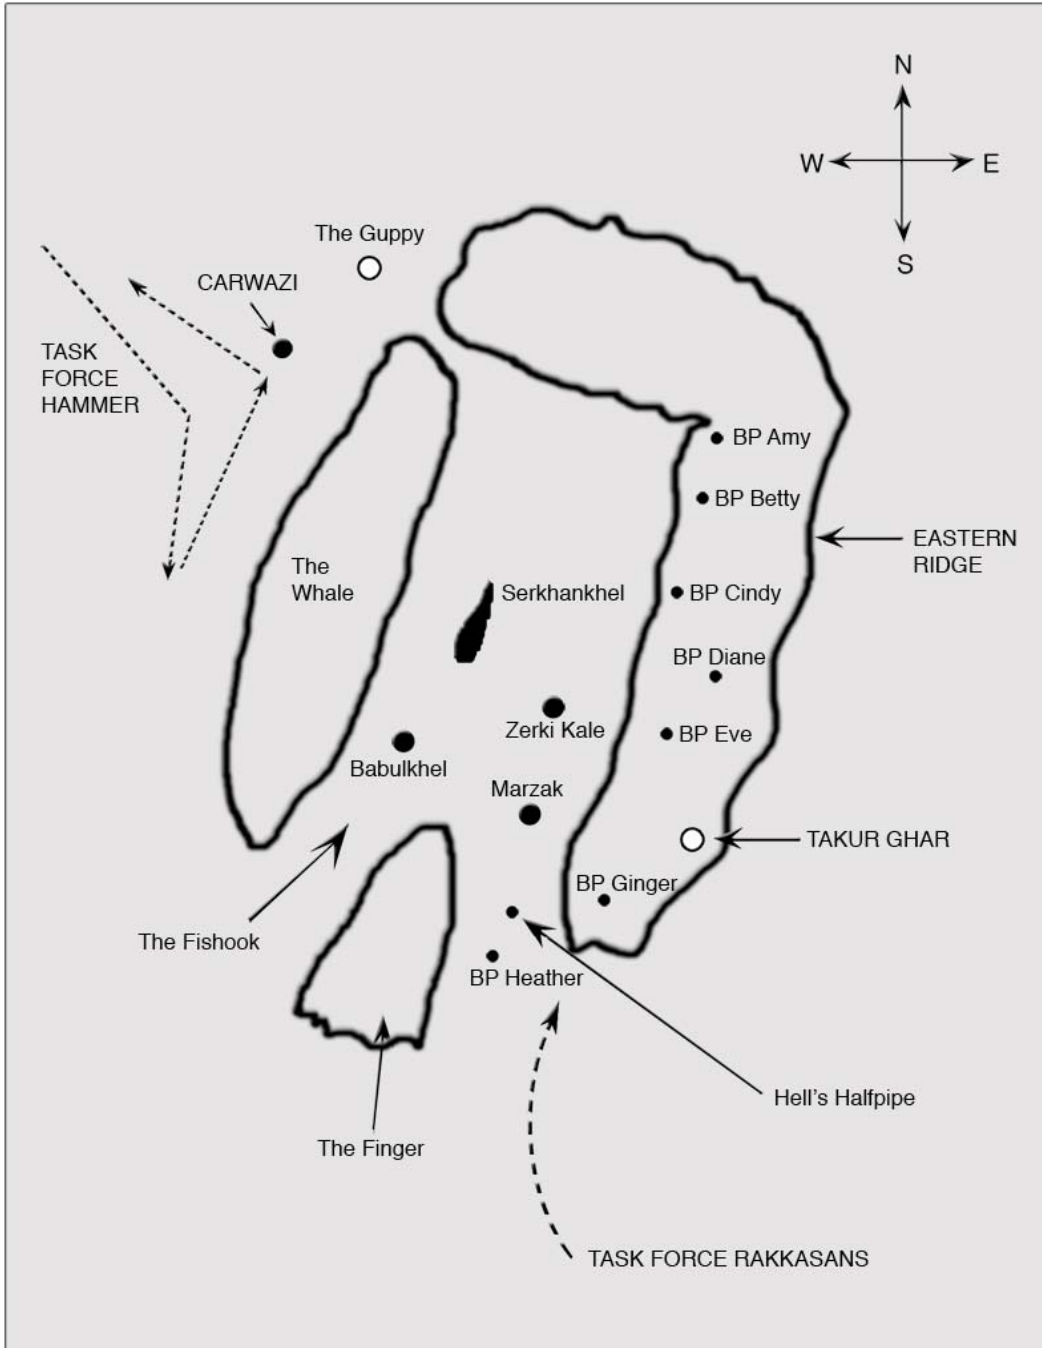 N
W
E
S
The Guppy
CARWAZI
TASK
FORCE
HAMMER
BP Amy
BP Betty
EASTERN
RIDGE
The
Whale
Serkhankhel
BP Cindy
BP Diane
Zerki Kale
BP Eve
Babulkhel
Marzak
TAKUR GHAR
BP Ginger
The Fishook
BP Heather
Hell's Halfpipe
The Finger
TASK FORCE RAKKASANS